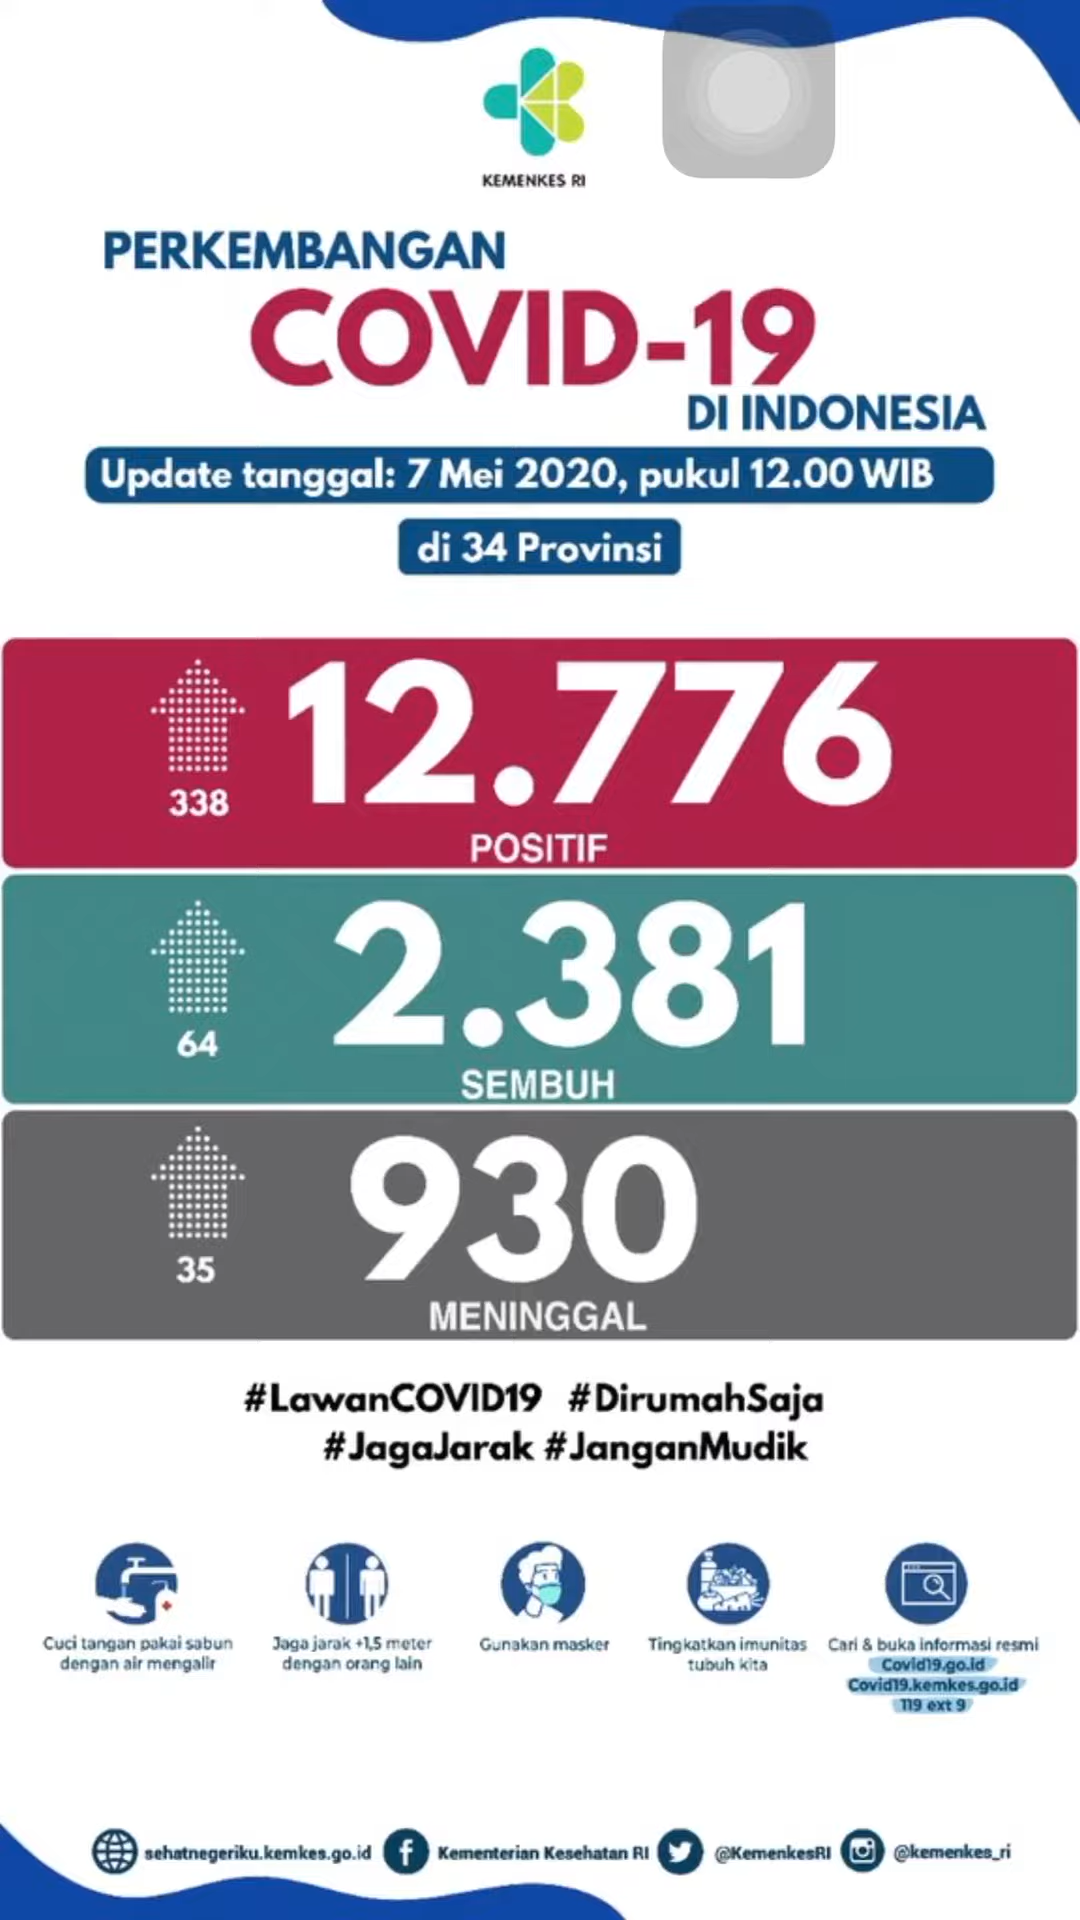 KEMENKES RI
PERKEMBANGAN
COVID-19
DI INDONESIA
Update tanggal: 7 Mei 2020, pukul 12.00 WIB
di 34 Provinsi
12.776
338
POSITIF
2.381
64
SEMBUH
930
35
MENINGGAL
#LawanCOVID19 #DirumahSaja
#JagaJarak #JanganMudik
Cuci tangan pakai sabun
dengan air mengalir
Jaga jarak +1,5 meter
dengan orang lain
Gunakan masker
Tingkatkan imunitas
tubuh kita
Cari & buka informasi resmi
Covid19.go.id
Covid19.kemkes.go.id
119 ext 9
sehatnegeriku.kemkes.go.id
Kementerian Kesehatan RI
@KemenkesRI
@kemenkes_ri